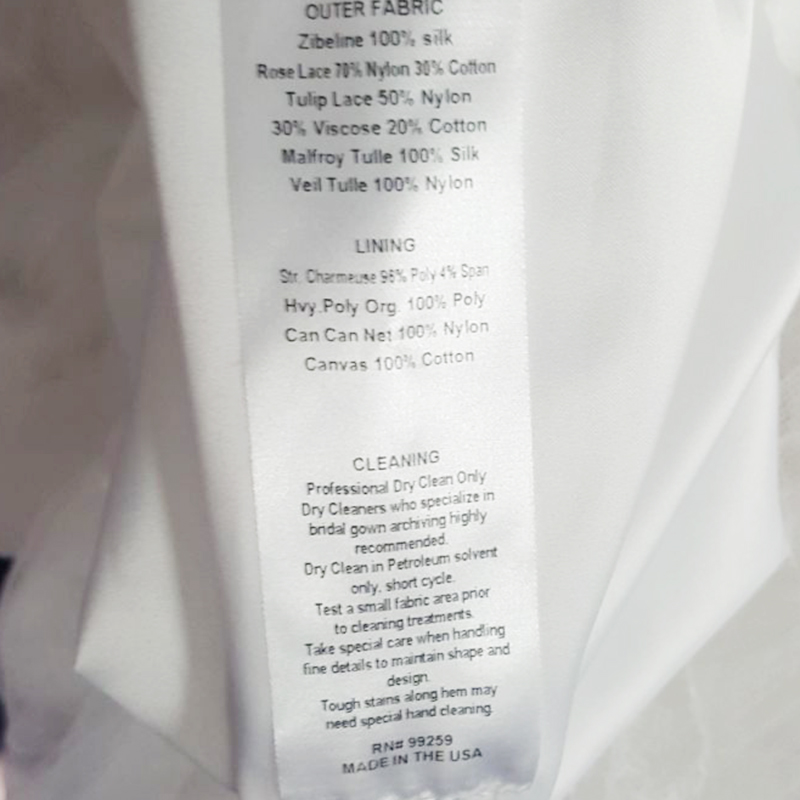 OUTER FABRIC
Zibeline 100% silk
Rose Lace 70% Nylon 30% Cotton
Tulip Lace 50% Nylon
30% Viscose 20% Cotton
Malfroy Tulle 100% Silk
Veil Tulle 100% Nylon
LINING
Str. Charmeuse 96% Poly 4% Span
Hvy.Poly Org. 100% Poly
Can Can Net 100% Nylon
Canvas 100% Cotton
CLEANING
Professional Dry Clean Only
Dry Cleaners who specialize in
bridal gown archiving highly
recommended.
Dry Clean in Petroleum solvent
only, short cycle.
Test a small fabric area prior
to cleaning treatments.
Take special care when handling
fine details to maintain shape and
design.
Tough stains along hem may
need special hand cleaning.
RN# 99259
MADE IN THE USA